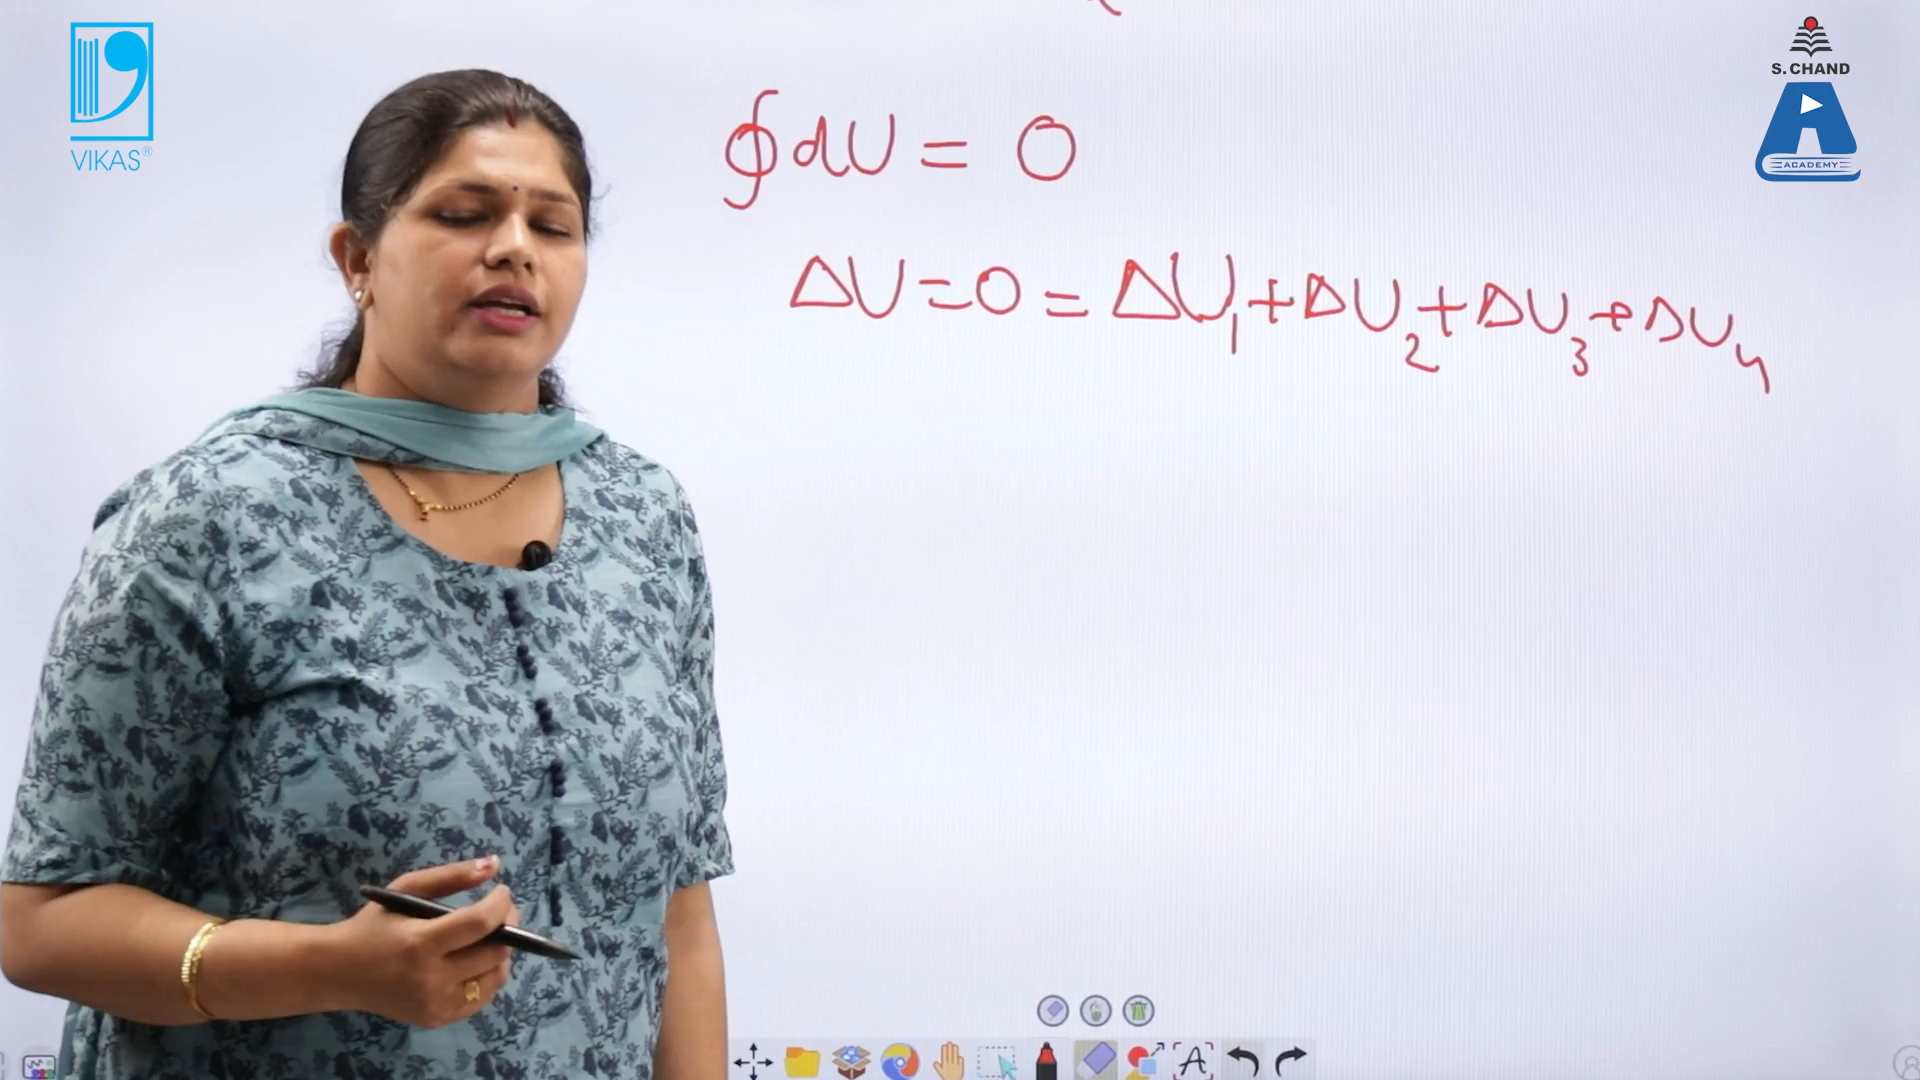 VIKAS®
S. CHAND
ACADEMY
∮dU = 0
ΔU = 0 = ΔU₁ + ΔU₂ + ΔU₃ + ΔU₄
A